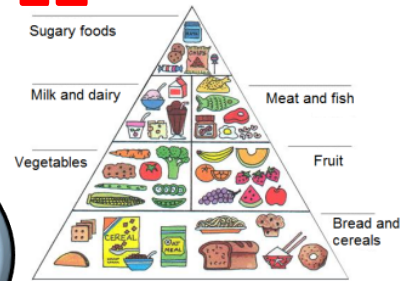 Sugary foods
Milk and dairy
Meat and fish
Vegetables
Fruit
Bread and
cereals
CEREAL
OAT
MEAL